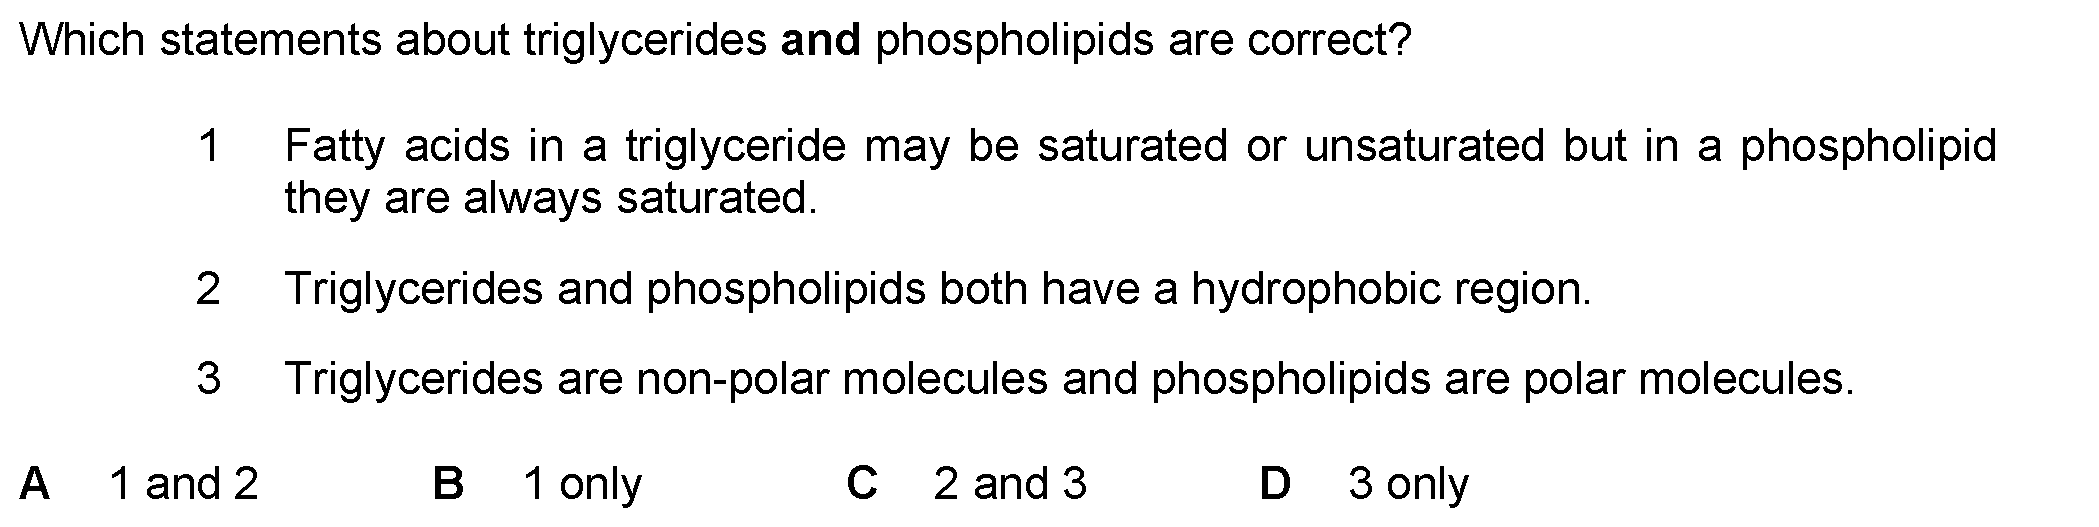 Which statements about triglycerides and phospholipids are correct?
1 Fatty acids in a triglyceride may be saturated or unsaturated but in a phospholipid
they are always saturated.
2 Triglycerides and phospholipids both have a hydrophobic region.
3 Triglycerides are non-polar molecules and phospholipids are polar molecules.
A 1 and 2 B 1 only C 2 and 3 D 3 only